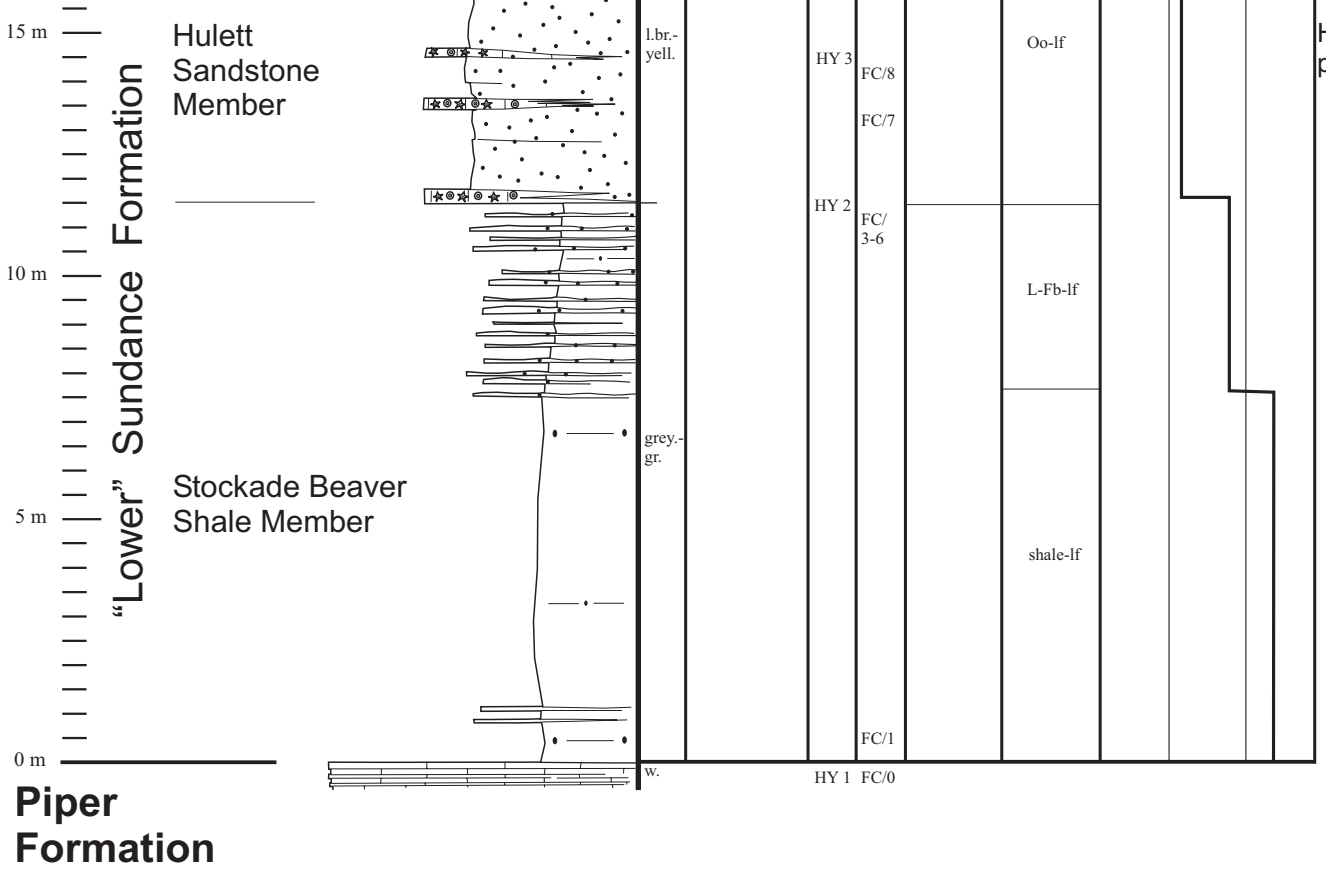 15 m
Hulett
Sandstone
Member
l.br.-
yell.
HY 3
FC/8
FC/7
Oo-lf
H
p
HY 2
FC/
3-6
10 m
L-Fb-lf
"Lower" Sundance Formation
grey.-
gr.
Stockade Beaver
Shale Member
5 m
shale-lf
FC/1
0 m
w.
HY 1 FC/0
Piper
Formation